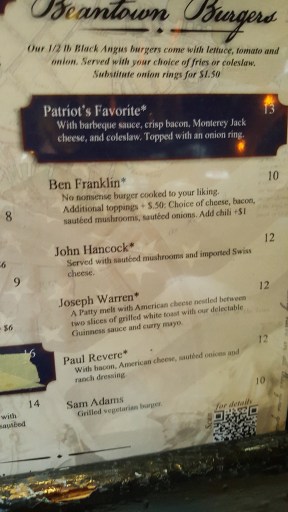 Beantown Burgers
Our 1/2 lb Black Angus burgers come with lettuce, tomato and
onion. Served with your choice of fries or coleslaw.
Substitute onion rings for $1.50
Patriot's Favorite* 13
With barbeque sauce, crisp bacon, Monterey Jack
cheese, and coleslaw. Topped with an onion ring.
Ben Franklin* 10
No nonsense burger cooked to your liking.
Additional toppings + $.50: Choice of cheese, bacon,
sautéed mushrooms, sautéed onions. Add chili +$1
8
John Hancock* 12
Served with sautéed mushrooms and imported Swiss
cheese.
9
Joseph Warren* 12
A Patty melt with American cheese nestled between
two slices of grilled white toast with our delectable
Guinness sauce and curry mayo.
$6
Paul Revere* 12
With bacon, American cheese, sautéed onions and
ranch dressing.
16
Sam Adams 10
Grilled vegetarian burger.
14
with
sautéed
for details